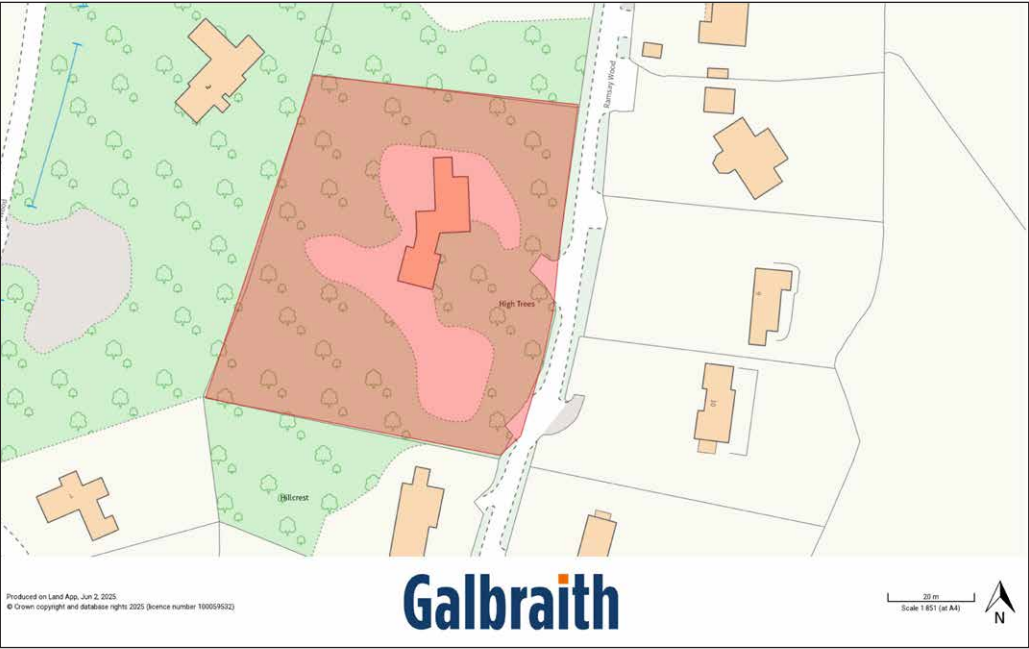 Ramsay Wood
High Trees
Hillcrest
10
Produced on Land App, Jun 2, 2025.
© Crown copyright and database rights 2025 (licence number 100059532)
Galbraith
20 m
Scale 1:851 (at A4)
N